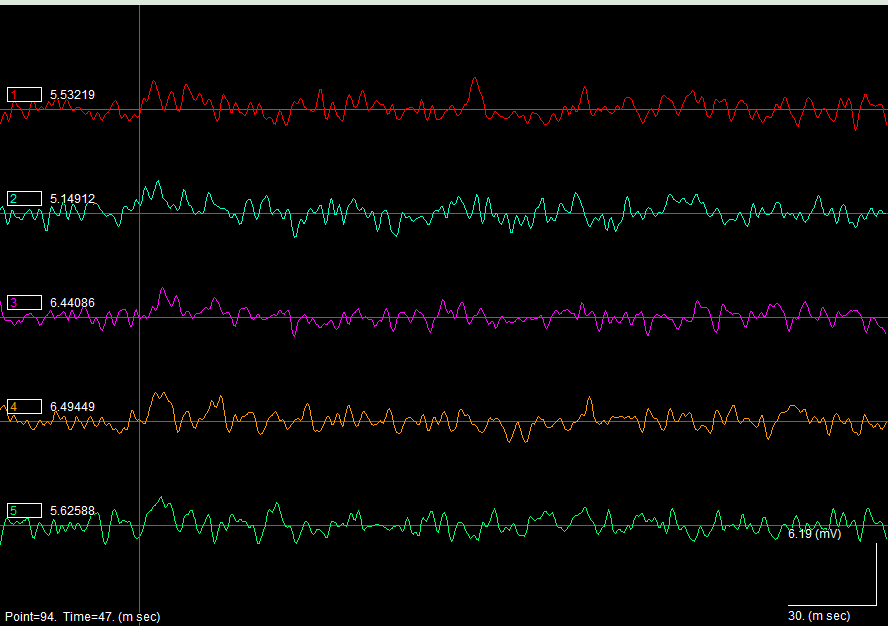 1 5.53219
2 5.14912
3 6.44086
4 6.49449
5 5.62588
6.19 (mV)
30. (m sec)
Point=94. Time=47. (m sec)